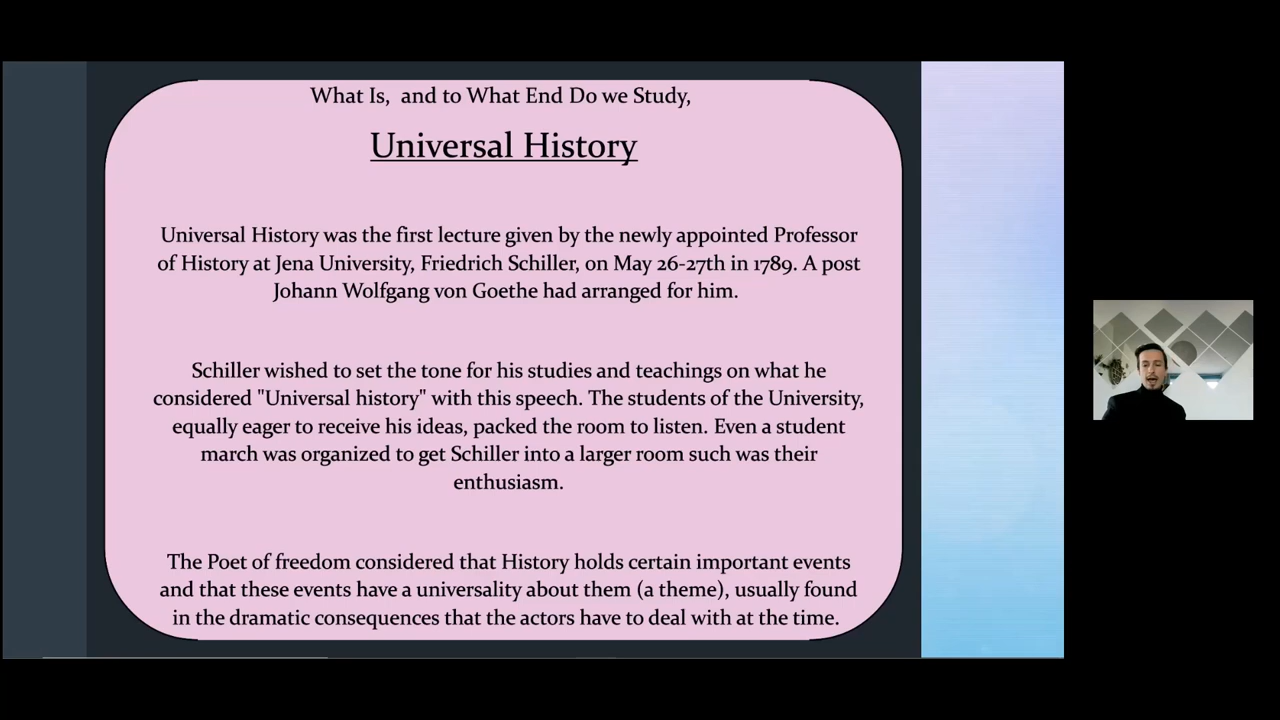 What Is,  and to What End Do we Study,
Universal History
Universal History was the first lecture given by the newly appointed Professor
of History at Jena University, Friedrich Schiller, on May 26-27th in 1789. A post
Johann Wolfgang von Goethe had arranged for him.
Schiller wished to set the tone for his studies and teachings on what he
considered "Universal history" with this speech. The students of the University,
equally eager to receive his ideas, packed the room to listen. Even a student
march was organized to get Schiller into a larger room such was their
enthusiasm.
The Poet of freedom considered that History holds certain important events
and that these events have a universality about them (a theme), usually found
in the dramatic consequences that the actors have to deal with at the time.